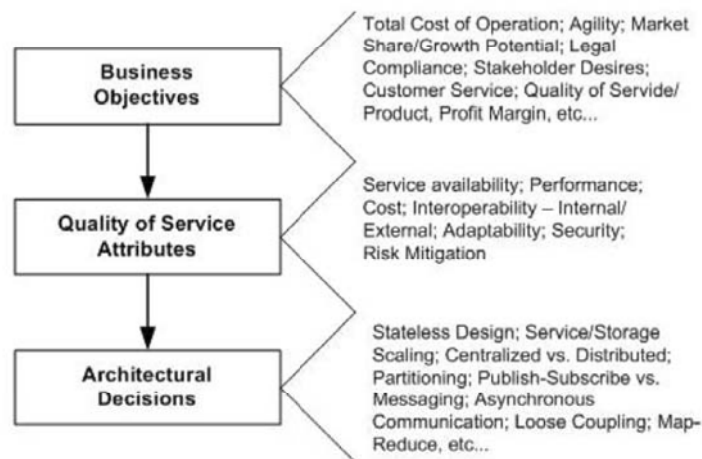 Business
Objectives
Total Cost of Operation; Agility; Market
Share/Growth Potential; Legal
Compliance; Stakeholder Desires;
Customer Service; Quality of Servide/
Product, Profit Margin, etc...
Quality of Service
Attributes
Service availability; Performance;
Cost; Interoperability – Internal/
External; Adaptability; Security;
Risk Mitigation
Architectural
Decisions
Stateless Design; Service/Storage
Scaling; Centralized vs. Distributed;
Partitioning; Publish-Subscribe vs.
Messaging; Asynchronous
Communication; Loose Coupling; Map-
Reduce, etc...